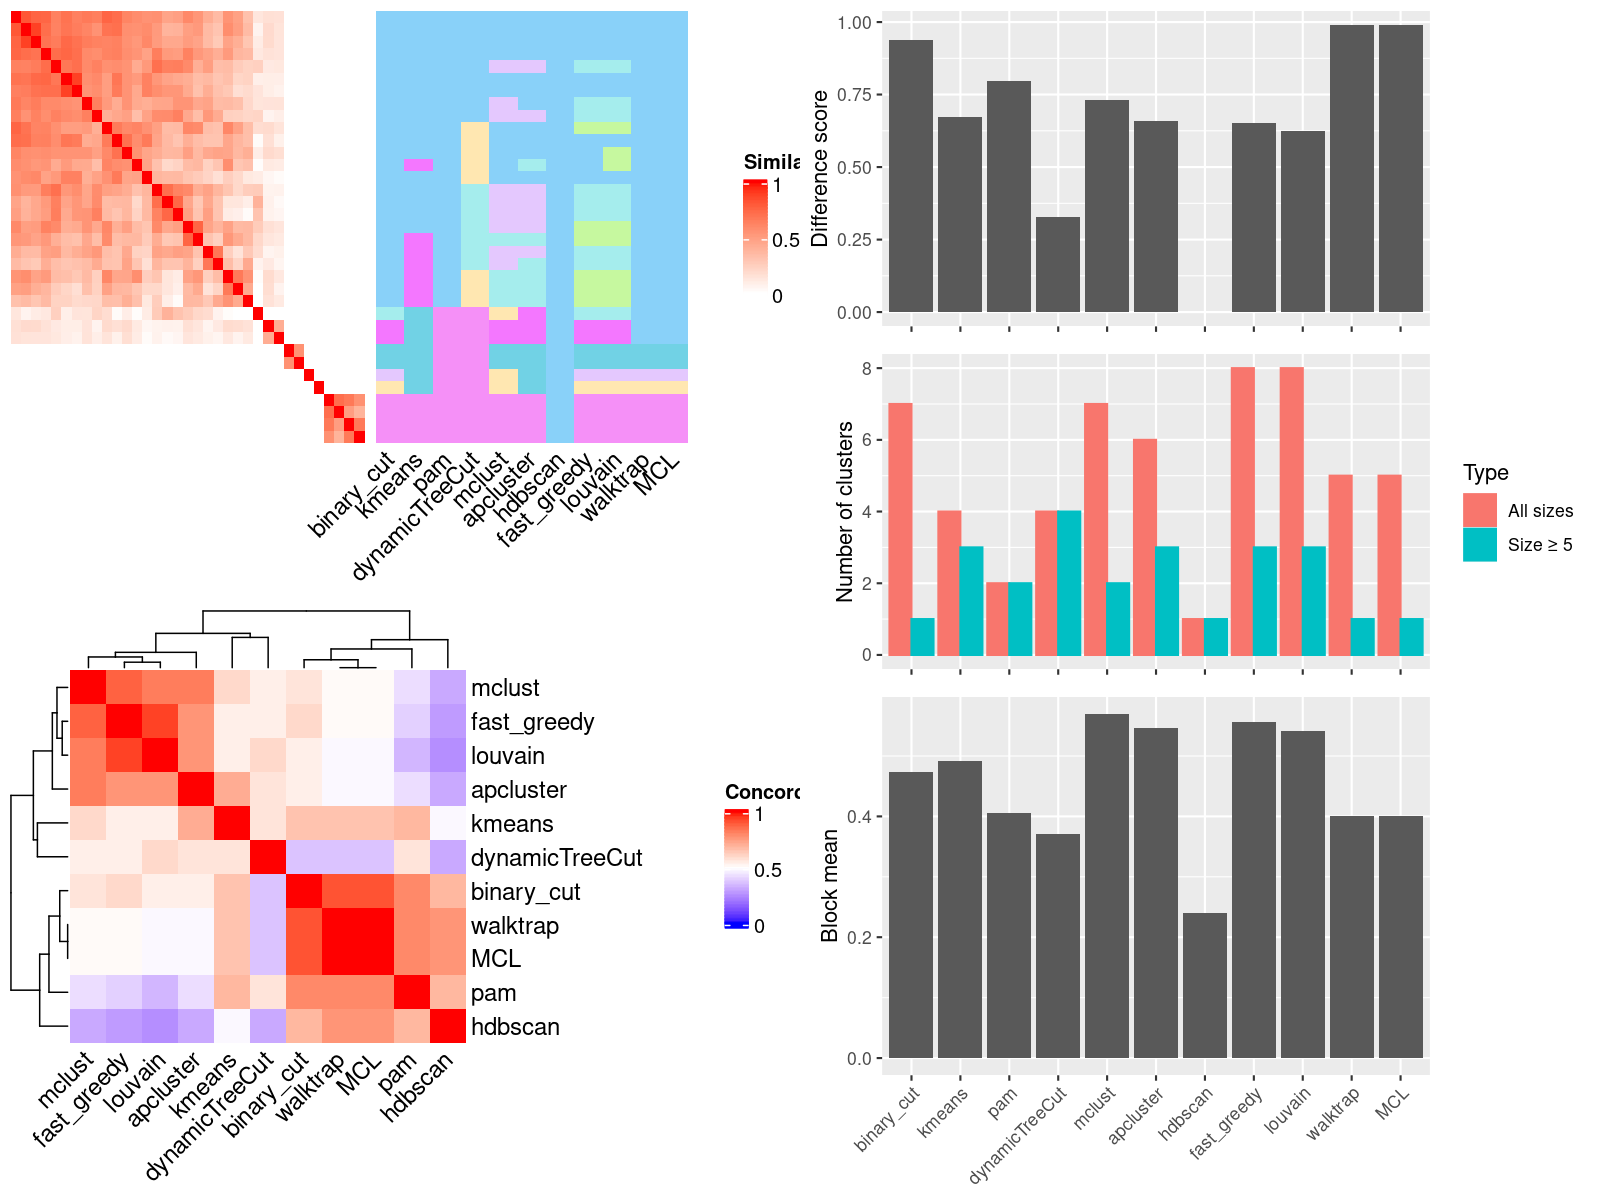 Simila
1
0.5
0
binary_cut
kmeans
pam
dynamicTreeCut
mclust
apcluster
hdbscan
fast_greedy
louvain
walktrap
MCL
mclust
fast_greedy
louvain
apcluster
kmeans
dynamicTreeCut
binary_cut
walktrap
MCL
pam
hdbscan
Concord
1
0.5
0
mclust
fast_greedy
louvain
apcluster
kmeans
dynamicTreeCut
binary_cut
walktrap
MCL
pam
hdbscan
Difference score
1.00
0.75
0.50
0.25
0.00
Number of clusters
8
6
4
2
0
Type
All sizes
Size ≥ 5
Block mean
0.4
0.2
0.0
binary_cut
kmeans
pam
dynamicTreeCut
mclust
apcluster
hdbscan
fast_greedy
louvain
walktrap
MCL